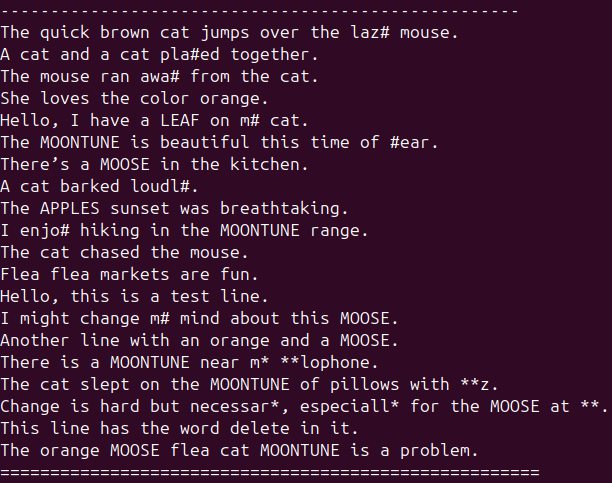 ----------------------------------------------------
The quick brown cat jumps over the laz# mouse.
A cat and a cat pla#ed together.
The mouse ran awa# from the cat.
She loves the color orange.
Hello, I have a LEAF on m# cat.
The MOONTUNE is beautiful this time of #ear.
There’s a MOOSE in the kitchen.
A cat barked loudl#.
The APPLES sunset was breathtaking.
I enjo# hiking in the MOONTUNE range.
The cat chased the mouse.
Flea flea markets are fun.
Hello, this is a test line.
I might change m# mind about this MOOSE.
Another line with an orange and a MOOSE.
There is a MOONTUNE near m* **lophone.
The cat slept on the MOONTUNE of pillows with **z.
Change is hard but necessar*, especiall* for the MOOSE at **.
This line has the word delete in it.
The orange MOOSE flea cat MOONTUNE is a problem.
======================================================